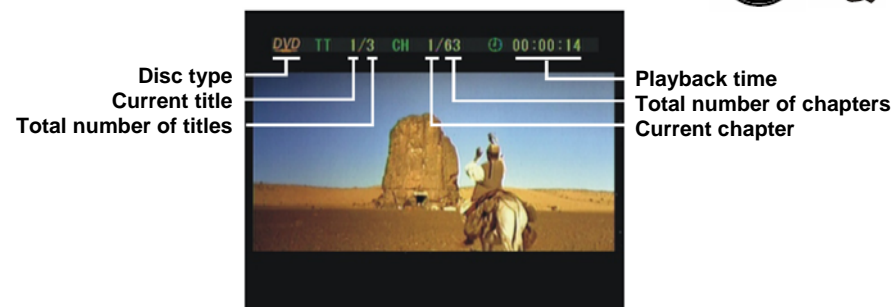 DVD TT 1/3 CH 1/63 00:00:14
Disc type
Current title
Total number of titles
Playback time
Total number of chapters
Current chapter